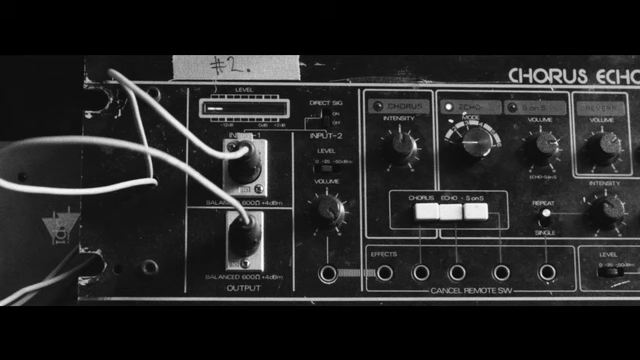 #2.
CHORUS ECHO
LEVEL
DIRECT SIG
ON
OFF
INPUT-2
LEVEL
VOLUME
BALANCED 600Ω +4dBm
BALANCED 600Ω +4dBm
OUTPUT
CHORUS
INTENSITY
ECHO
MODE
S on S
VOLUME
ECHO•SonS
REVERB
VOLUME
CHORUS
ECHO
S on S
REPEAT
SINGLE
INTENSITY
EFFECTS
CANCEL REMOTE SW
LEVEL